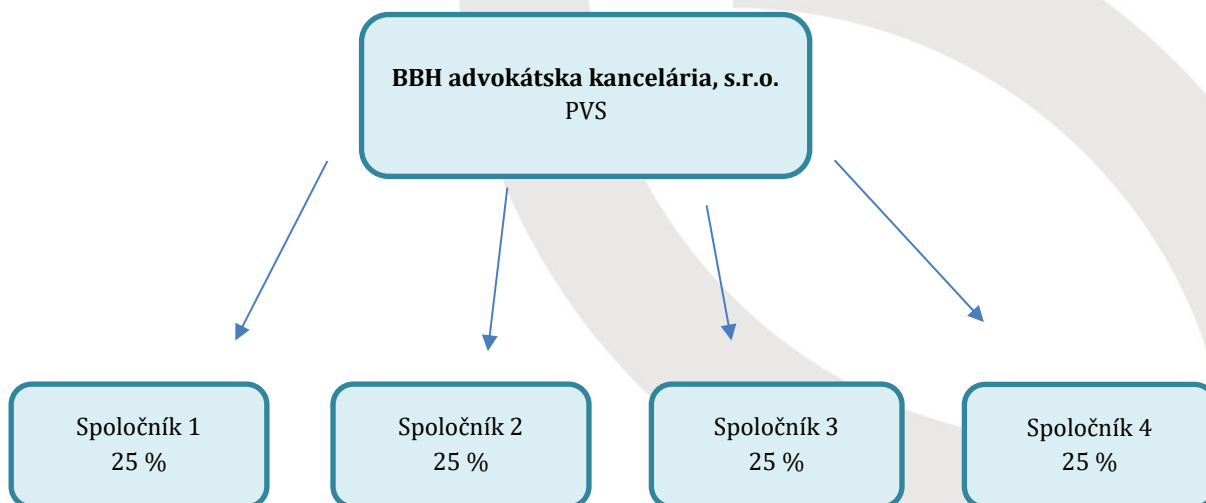 BBH advokátska kancelária, s.r.o.
PVS
Spoločník 1
25 %
Spoločník 2
25 %
Spoločník 3
25 %
Spoločník 4
25 %